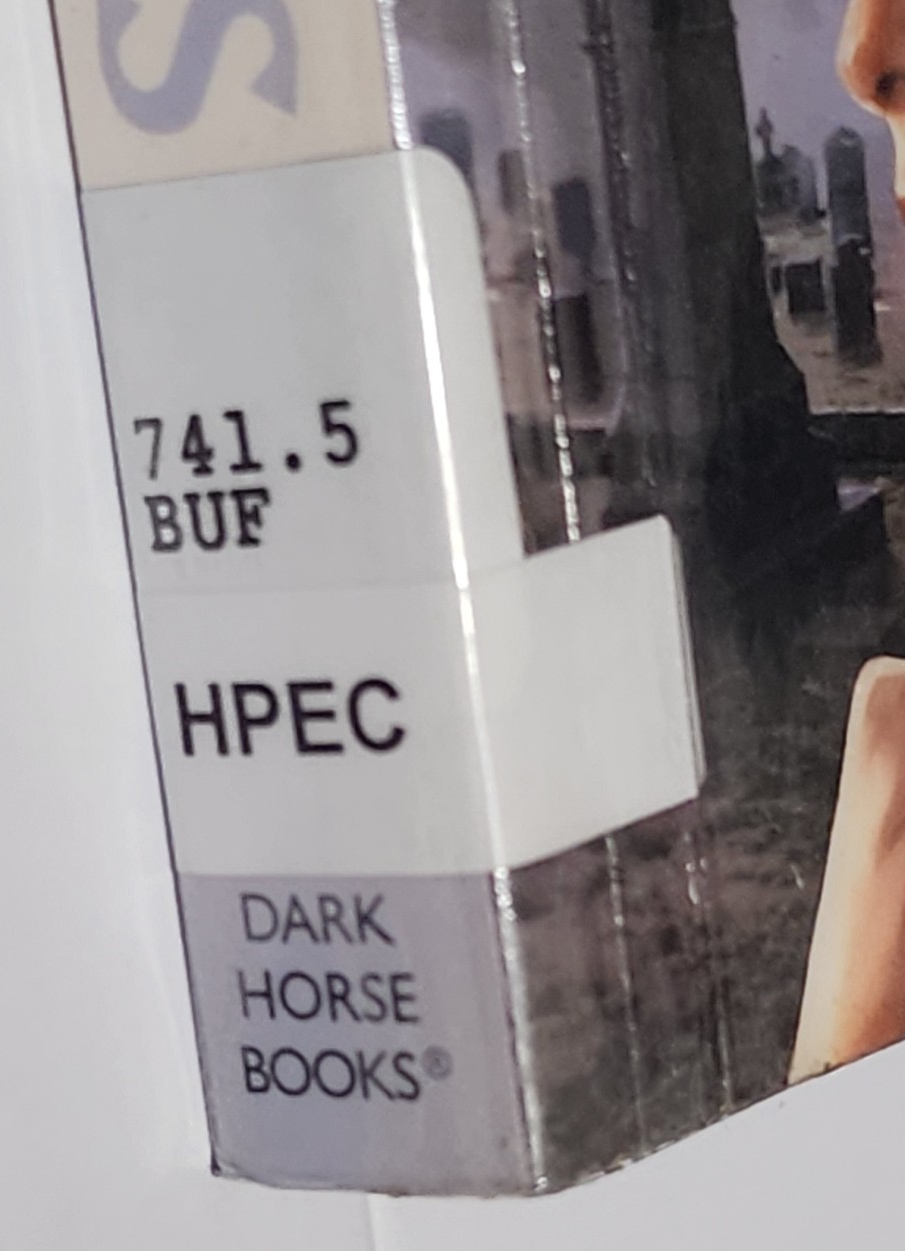 S
741.5
BUF
HPEC
DARK
HORSE
BOOKS®